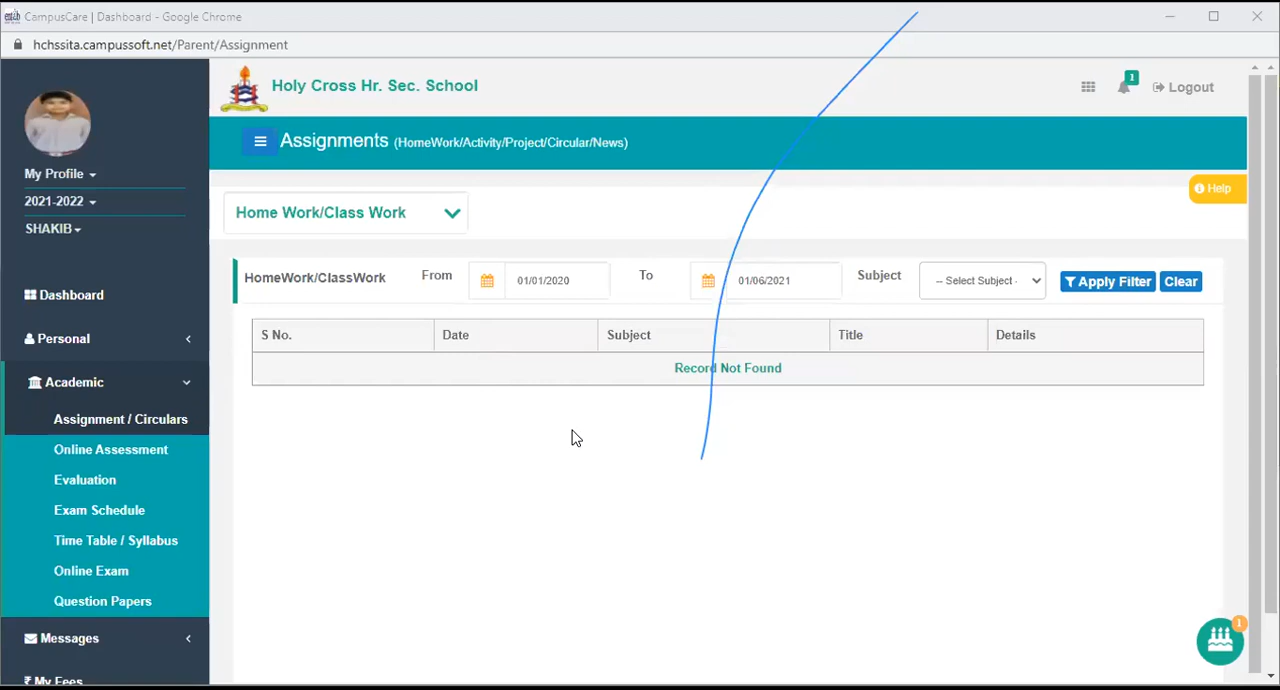 CampusCare | Dashboard - Google Chrome
hchssita.campussoft.net/Parent/Assignment
Holy Cross Hr. Sec. School
1
Logout
Assignments (HomeWork/Activity/Project/Circular/News)
Help
My Profile
2021-2022
SHAKIB
Home Work/Class Work
HomeWork/ClassWork
From
01/01/2020
To
01/06/2021
Subject
-- Select Subject -
Apply Filter
Clear
S No.
Date
Subject
Title
Details
Record Not Found
Dashboard
Personal
Academic
Assignment / Circulars
Online Assessment
Evaluation
Exam Schedule
Time Table / Syllabus
Online Exam
Question Papers
Messages
₹ My Fees
1